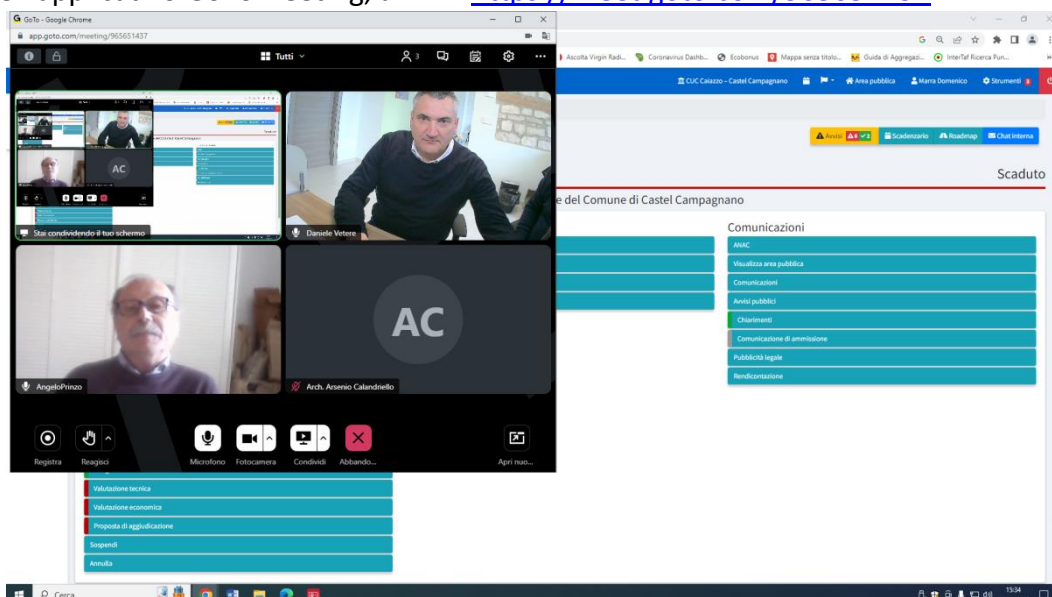 GoTo - Google Chrome
app.goto.com/meeting/965651437
Tutti
3
Ascolta Virgin Radi...
Coronavirus Dashb...
Ecobonus
Mappa senza titolo...
Guida di Aggregazi...
InterTaf Ricerca Pun...
CUC Caiazzo – Castel Campagnano
Area pubblica
Marra Domenico
Strumenti
Avvisi
Scadenzario
Roadmap
Chat interna
Scaduto
e del Comune di Castel Campagnano
AC
Stai condividendo il tuo schermo
Daniele Vetere
AC
AngeloPrinzo
Arch. Arsenio Calandriello
Registra
Reagisci
Microfono
Fotocamera
Condividi
Abbando...
Apri nuo...
Comunicazioni
ANAC
Visualizza area pubblica
Comunicazioni
Avvisi pubblici
Chiarimenti
Comunicazione di ammissione
Pubblicità legale
Rendicontazione
Valutazione tecnica
Valutazione economica
Proposta di aggiudicazione
Sospendi
Annulla
Cerca
15:34